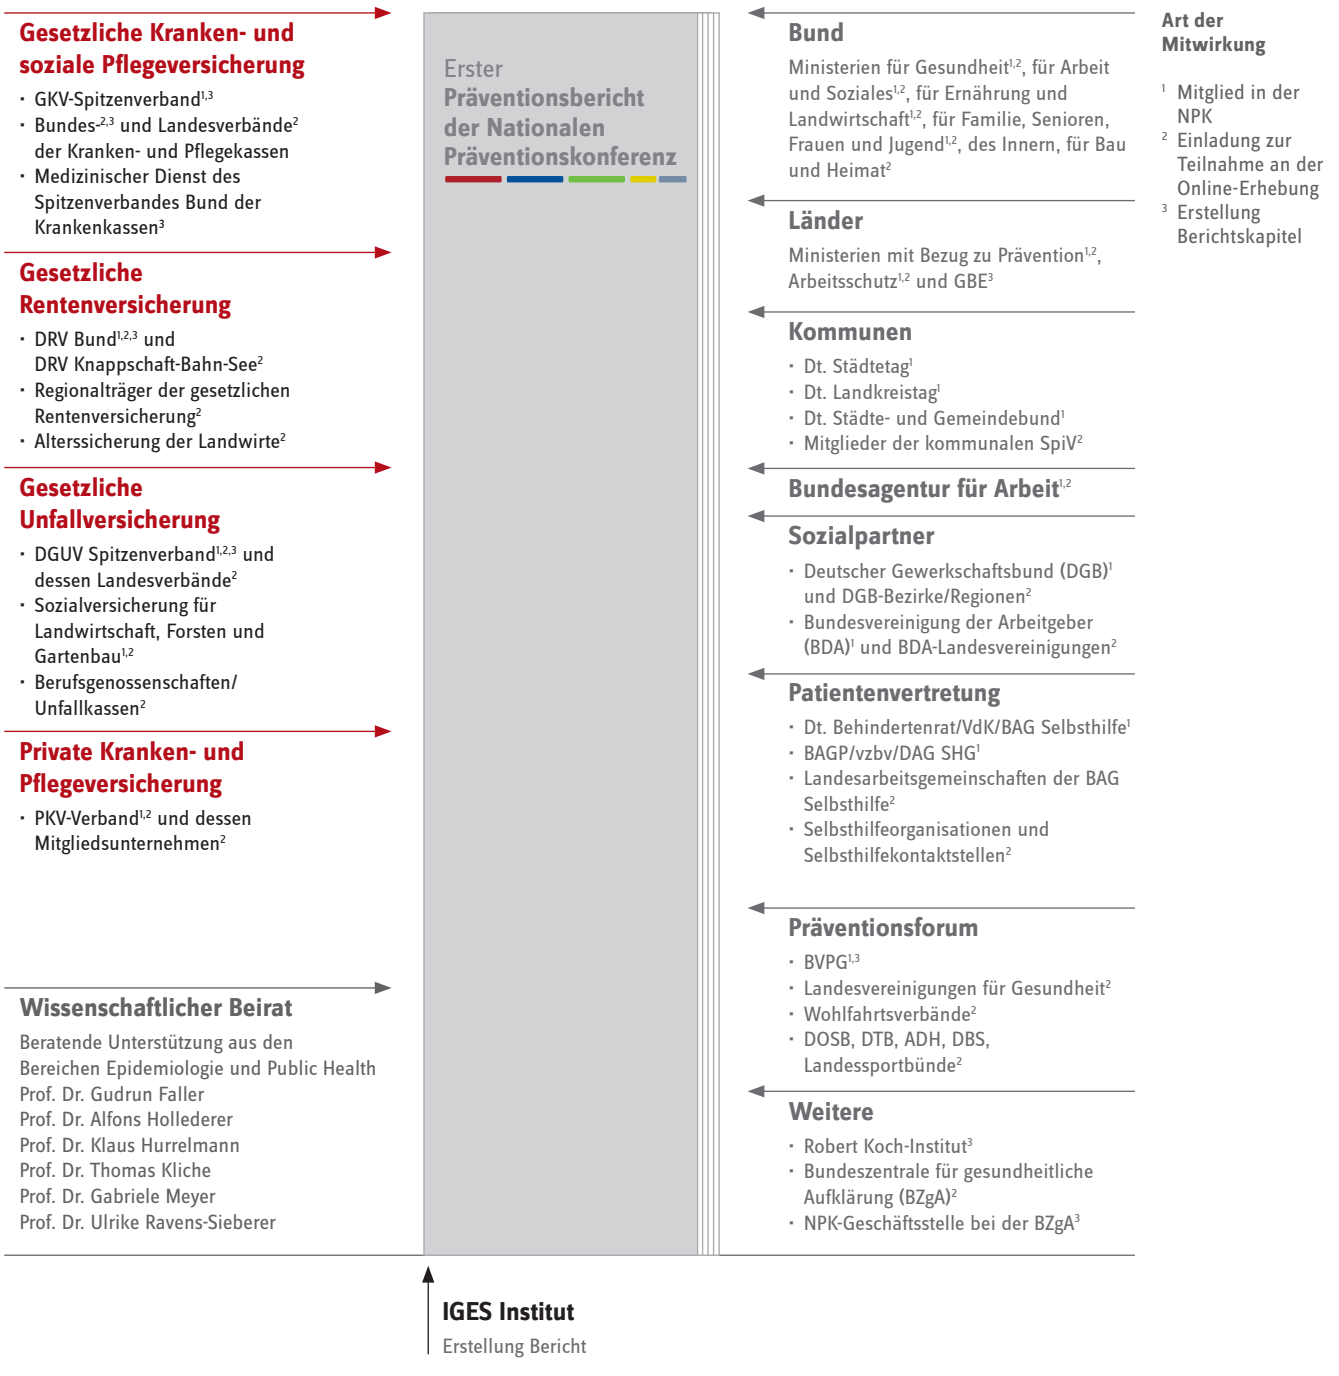 Gesetzliche Kranken- und
soziale Pflegeversicherung
· GKV-Spitzenverband¹,³
· Bundes-²,³ und Landesverbände²
der Kranken- und Pflegekassen
· Medizinischer Dienst des
Spitzenverbandes Bund der
Krankenkassen³
Gesetzliche
Rentenversicherung
· DRV Bund¹,²,³ und
DRV Knappschaft-Bahn-See²
· Regionalträger der gesetzlichen
Rentenversicherung²
· Alterssicherung der Landwirte²
Gesetzliche
Unfallversicherung
· DGUV Spitzenverband¹,²,³ und
dessen Landesverbände²
· Sozialversicherung für
Landwirtschaft, Forsten und
Gartenbau¹,²
· Berufsgenossenschaften/
Unfallkassen²
Private Kranken- und
Pflegeversicherung
· PKV-Verband¹,² und dessen
Mitgliedsunternehmen²
Wissenschaftlicher Beirat
Beratende Unterstützung aus den
Bereichen Epidemiologie und Public Health
Prof. Dr. Gudrun Faller
Prof. Dr. Alfons Hollederer
Prof. Dr. Klaus Hurrelmann
Prof. Dr. Thomas Kliche
Prof. Dr. Gabriele Meyer
Prof. Dr. Ulrike Ravens-Sieberer
Erster
Präventionsbericht
der Nationalen
Präventionskonferenz
IGES Institut
Erstellung Bericht
Bund
Ministerien für Gesundheit¹,², für Arbeit
und Soziales¹,², für Ernährung und
Landwirtschaft¹,², für Familie, Senioren,
Frauen und Jugend¹,², des Innern, für Bau
und Heimat²
Länder
Ministerien mit Bezug zu Prävention¹,²,
Arbeitsschutz¹,² und GBE³
Kommunen
· Dt. Städtetag¹
· Dt. Landkreistag¹
· Dt. Städte- und Gemeindebund¹
· Mitglieder der kommunalen SpiV²
Bundesagentur für Arbeit¹,²
Sozialpartner
· Deutscher Gewerkschaftsbund (DGB)¹
und DGB-Bezirke/Regionen²
· Bundesvereinigung der Arbeitgeber
(BDA)¹ und BDA-Landesvereinigungen²
Patientenvertretung
· Dt. Behindertenrat/VdK/BAG Selbsthilfe¹
· BAGP/vzbv/DAG SHG¹
· Landesarbeitsgemeinschaften der BAG
Selbsthilfe²
· Selbsthilfeorganisationen und
Selbsthilfekontaktstellen²
Präventionsforum
· BVPG¹,³
· Landesvereinigungen für Gesundheit²
· Wohlfahrtsverbände²
· DOSB, DTB, ADH, DBS,
Landessportbünde²
Weitere
· Robert Koch-Institut³
· Bundeszentrale für gesundheitliche
Aufklärung (BZgA)²
· NPK-Geschäftsstelle bei der BZgA³
Art der
Mitwirkung
¹ Mitglied in der
NPK
² Einladung zur
Teilnahme an der
Online-Erhebung
³ Erstellung
Berichtskapitel